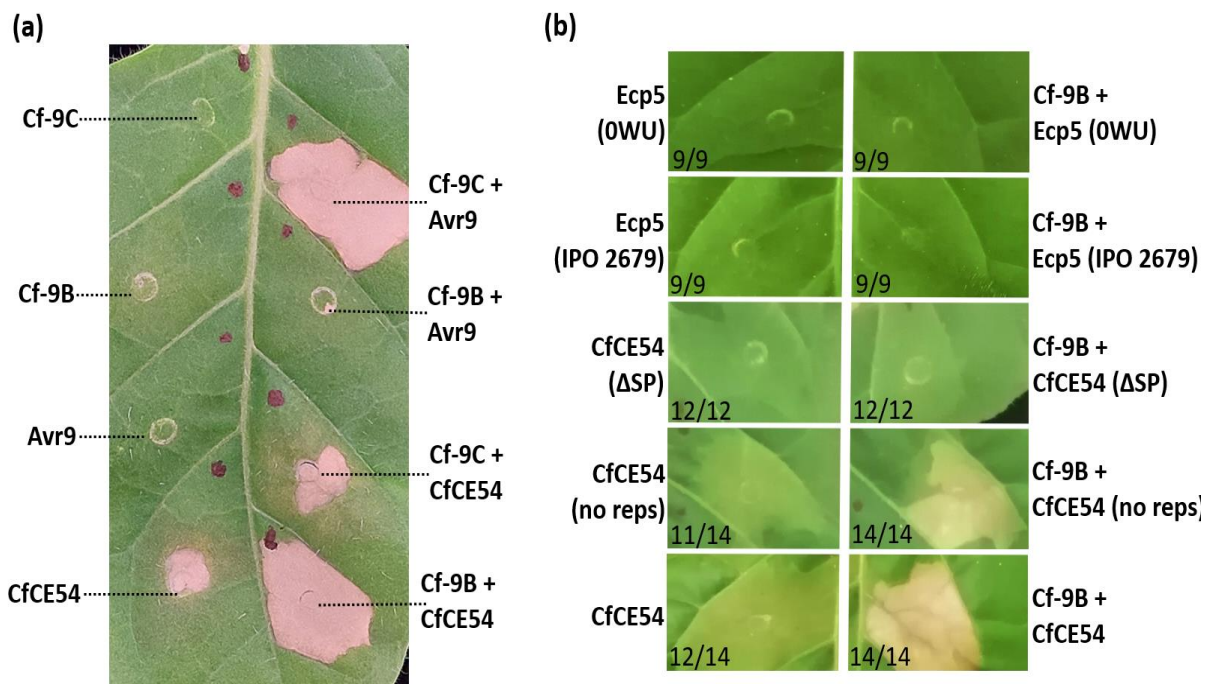 (a)
Cf-9C
Cf-9C +
Avr9
Cf-9B
Cf-9B +
Avr9
Avr9
Cf-9C +
CfCE54
CfCE54
Cf-9B +
CfCE54
(b)
Ecp5
(0WU)
9/9
9/9
Cf-9B +
Ecp5 (0WU)
Ecp5
(IPO 2679)
9/9
9/9
Cf-9B +
Ecp5 (IPO 2679)
CfCE54
(ΔSP)
12/12
12/12
Cf-9B +
CfCE54 (ΔSP)
CfCE54
(no reps)
11/14
14/14
Cf-9B +
CfCE54 (no reps)
CfCE54
12/14
14/14
Cf-9B +
CfCE54